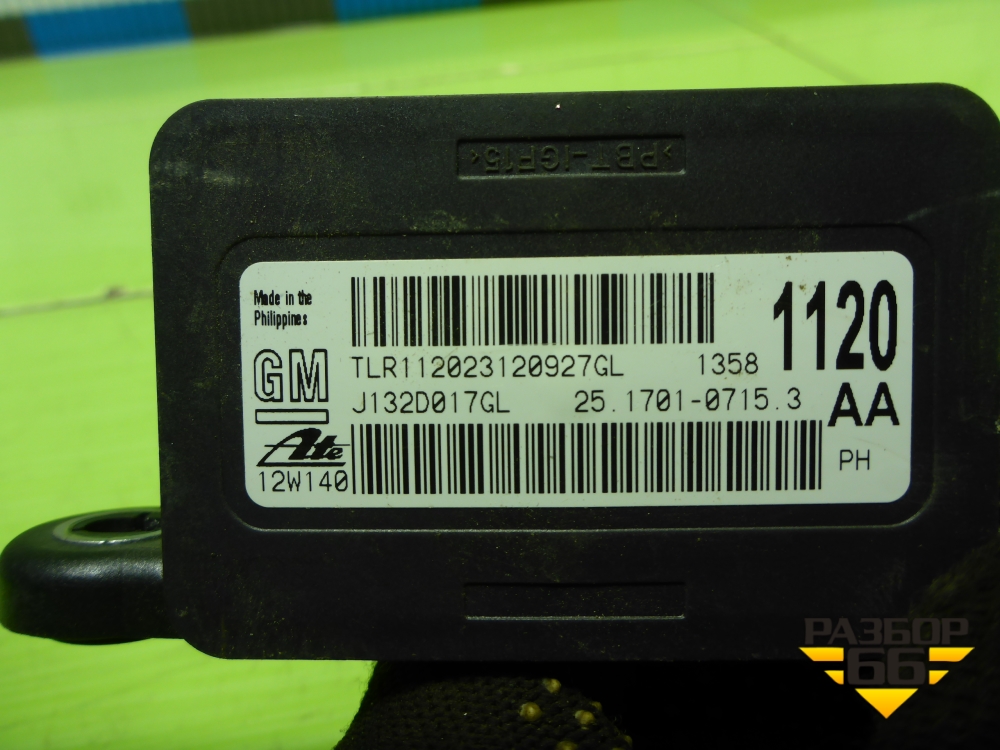 >PBT-IGF15<
Made in the
Philippines
1120
GM
TLR112023120927GL 1358
J132D017GL 25.1701-0715.3 AA
Ate
12W140
PH
РАЗБОР
66